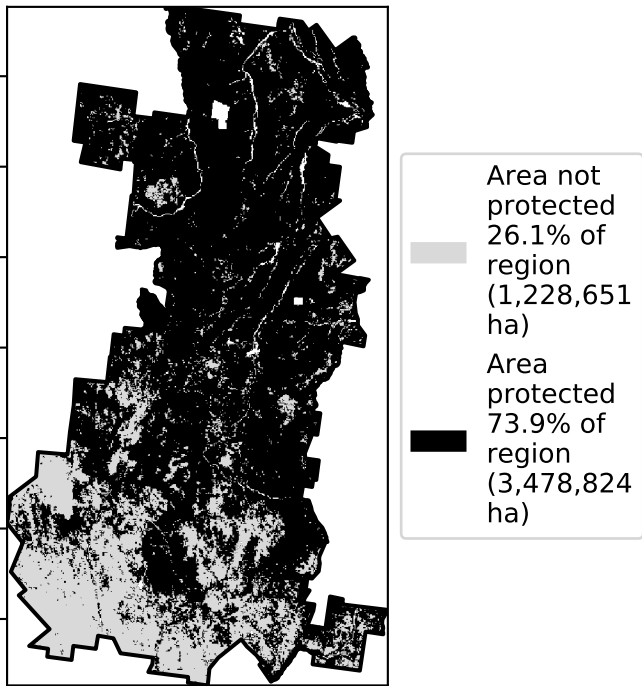 Area not
protected
26.1% of
region
(1,228,651
ha)
Area
protected
73.9% of
region
(3,478,824
ha)